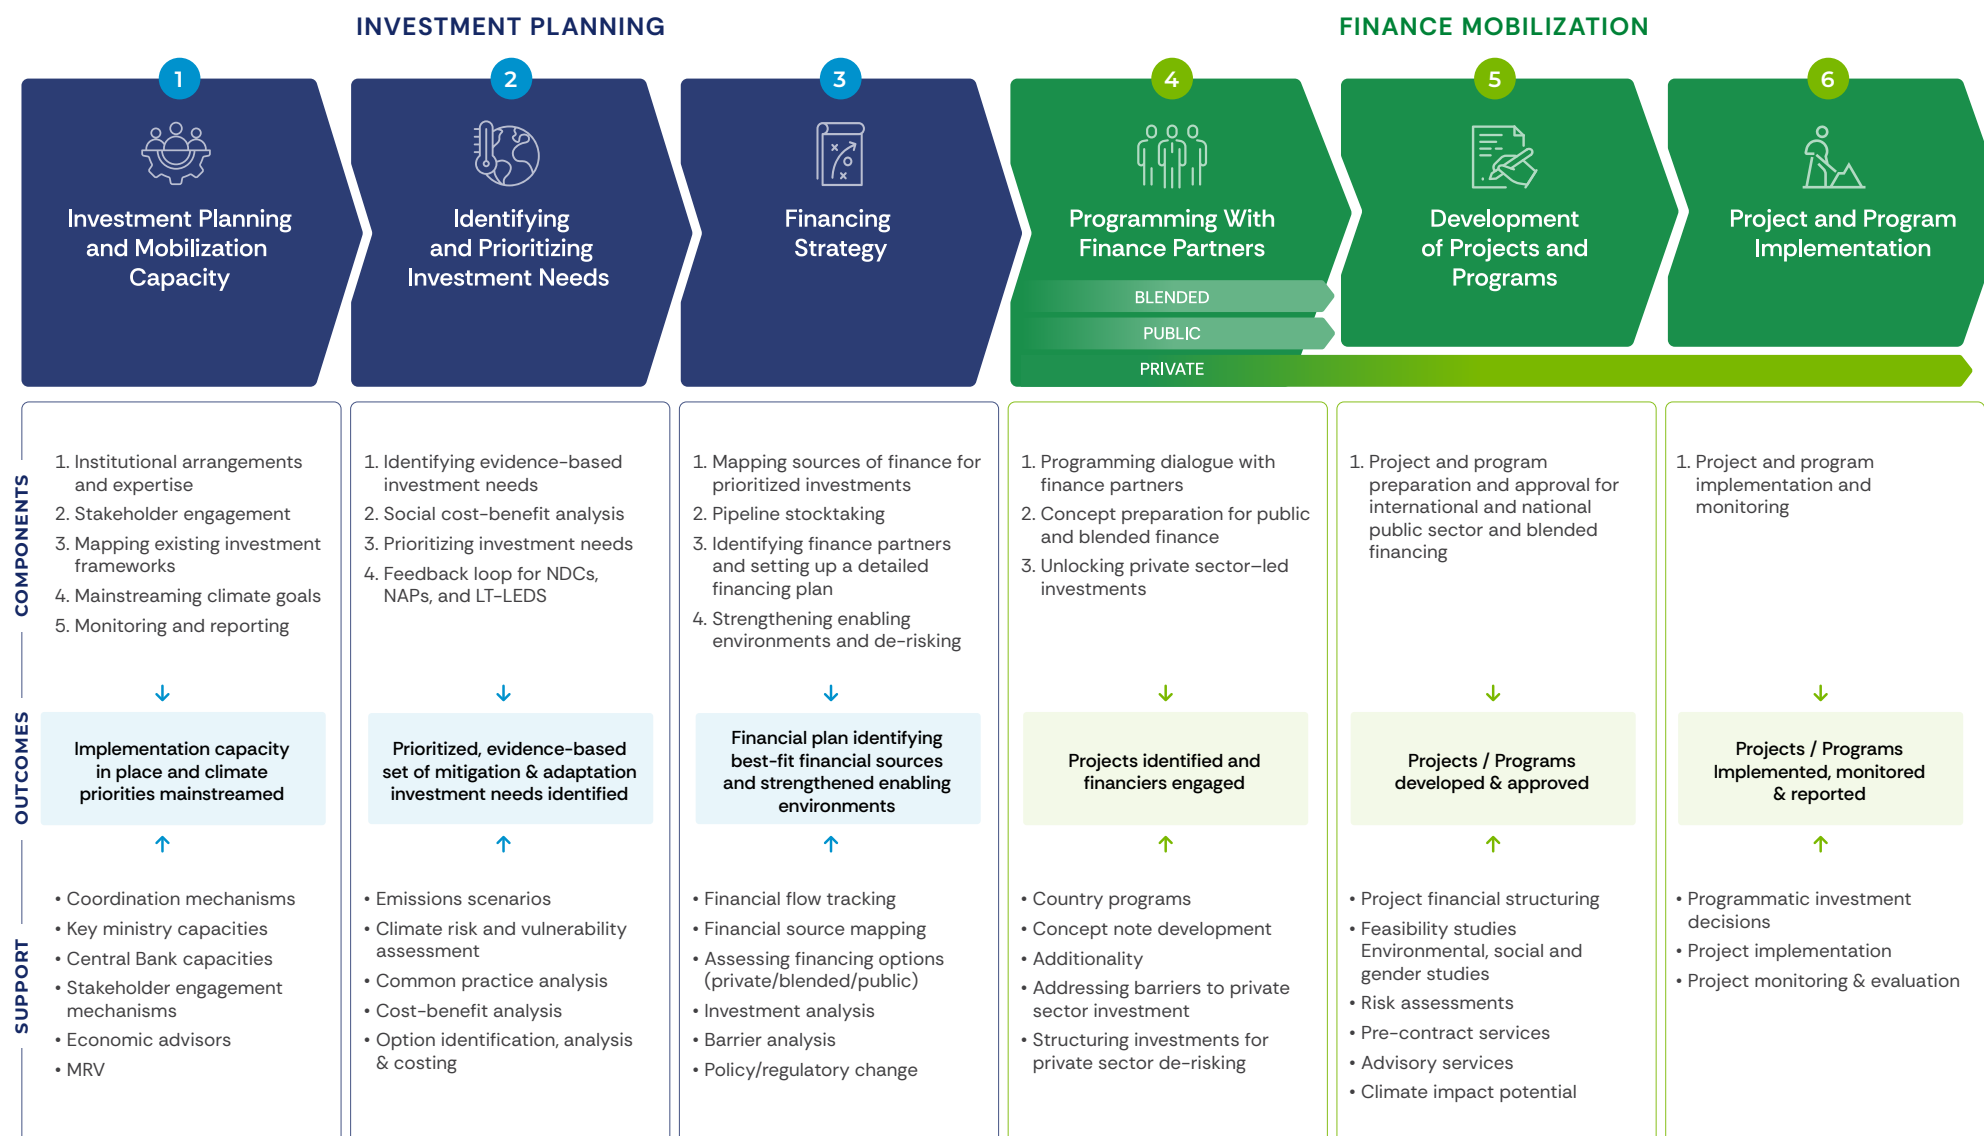 INVESTMENT PLANNING
FINANCE MOBILIZATION
1
Investment Planning
and Mobilization
Capacity
2
Identifying
and Prioritizing
Investment Needs
3
Financing
Strategy
4
Programming With
Finance Partners
BLENDED
PUBLIC
PRIVATE
5
Development
of Projects and
Programs
6
Project and Program
Implementation
COMPONENTS
1. Institutional arrangements
and expertise
2. Stakeholder engagement
3. Mapping existing investment
frameworks
4. Mainstreaming climate goals
5. Monitoring and reporting
1. Identifying evidence-based
investment needs
2. Social cost-benefit analysis
3. Prioritizing investment needs
4. Feedback loop for NDCs,
NAPs, and LT-LEDS
1. Mapping sources of finance for
prioritized investments
2. Pipeline stocktaking
3. Identifying finance partners
and setting up a detailed
financing plan
4. Strengthening enabling
environments and de-risking
1. Programming dialogue with
finance partners
2. Concept preparation for public
and blended finance
3. Unlocking private sector–led
investments
1. Project and program
preparation and approval for
international and national
public sector and blended
financing
1. Project and program
implementation and
monitoring
OUTCOMES
Implementation capacity
in place and climate
priorities mainstreamed
Prioritized, evidence-based
set of mitigation & adaptation
investment needs identified
Financial plan identifying
best-fit financial sources
and strengthened enabling
environments
Projects identified and
financiers engaged
Projects / Programs
developed & approved
Projects / Programs
Implemented, monitored
& reported
SUPPORT
• Coordination mechanisms
• Key ministry capacities
• Central Bank capacities
• Stakeholder engagement
mechanisms
• Economic advisors
• MRV
• Emissions scenarios
• Climate risk and vulnerability
assessment
• Common practice analysis
• Cost-benefit analysis
• Option identification, analysis
& costing
• Financial flow tracking
• Financial source mapping
• Assessing financing options
(private/blended/public)
• Investment analysis
• Barrier analysis
• Policy/regulatory change
• Country programs
• Concept note development
• Additionality
• Addressing barriers to private
sector investment
• Structuring investments for
private sector de-risking
• Project financial structuring
• Feasibility studies
Environmental, social and
gender studies
• Risk assessments
• Pre-contract services
• Advisory services
• Climate impact potential
• Programmatic investment
decisions
• Project implementation
• Project monitoring & evaluation